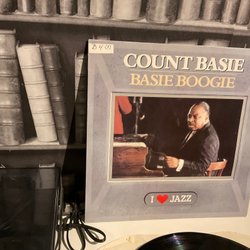 COUNT BASIE
BASIE BOOGIE
I ❤ JAZZ